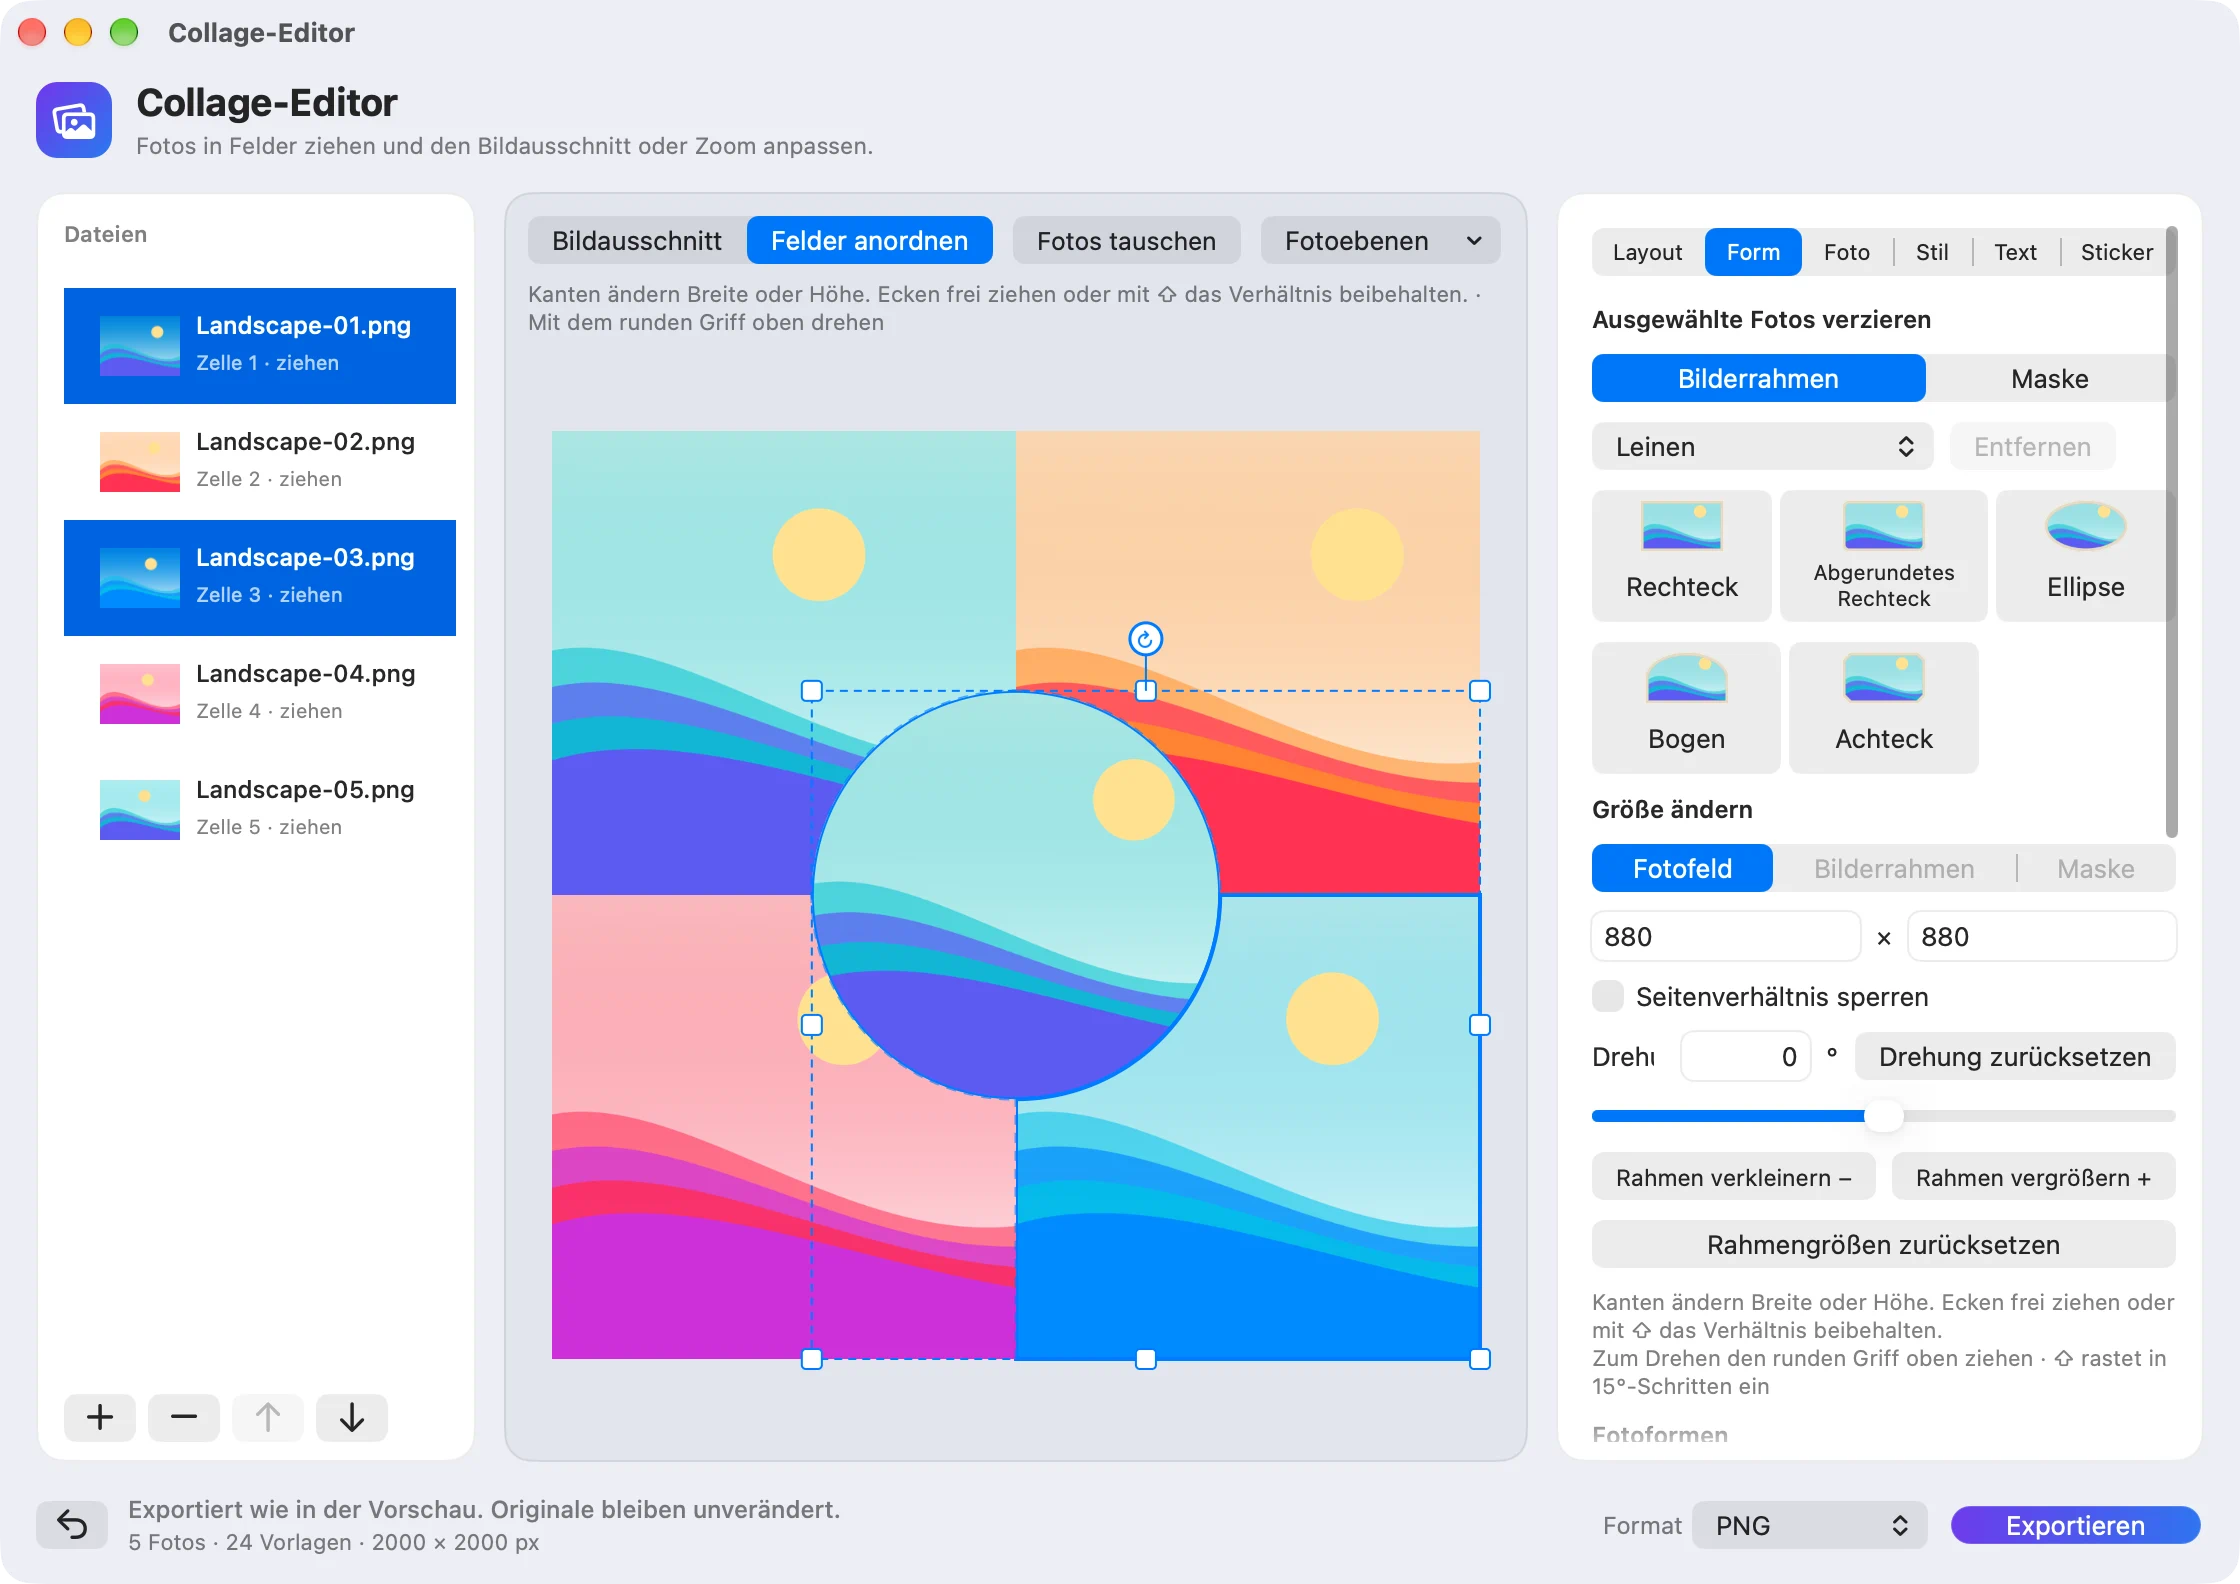 Collage-Editor
Collage-Editor
Fotos in Felder ziehen und den Bildausschnitt oder Zoom anpassen.
Dateien
Landscape-01.png
Zelle 1 · ziehen
Landscape-02.png
Zelle 2 · ziehen
Landscape-03.png
Zelle 3 · ziehen
Landscape-04.png
Zelle 4 · ziehen
Landscape-05.png
Zelle 5 · ziehen
Bildausschnitt Felder anordnen Fotos tauschen Fotoebenen
Kanten ändern Breite oder Höhe. Ecken frei ziehen oder mit ⇧ das Verhältnis beibehalten. ·
Mit dem runden Griff oben drehen
Layout Form Foto Stil Text Sticker
Ausgewählte Fotos verzieren
Bilderrahmen Maske
Leinen Entfernen
Rechteck
Abgerundetes
Rechteck
Ellipse
Bogen
Achteck
Größe ändern
Fotofeld Bilderrahmen Maske
880 × 880
Seitenverhältnis sperren
Drehu 0 ° Drehung zurücksetzen
Rahmen verkleinern – Rahmen vergrößern +
Rahmengrößen zurücksetzen
Kanten ändern Breite oder Höhe. Ecken frei ziehen oder
mit ⇧ das Verhältnis beibehalten.
Zum Drehen den runden Griff oben ziehen · ⇧ rastet in
15°-Schritten ein
Fotoformen
Exportiert wie in der Vorschau. Originale bleiben unverändert.
5 Fotos · 24 Vorlagen · 2000 × 2000 px
Format PNG Exportieren